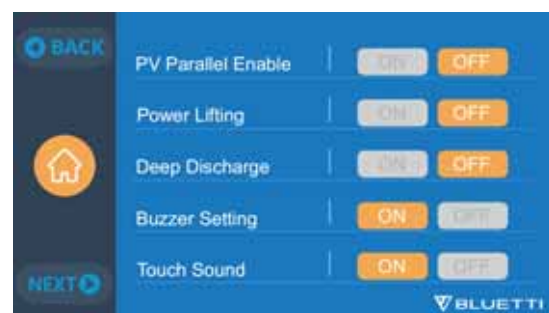 BACK
PV Parallel Enable ON OFF
Power Lifting ON OFF
Deep Discharge ON OFF
Buzzer Setting ON OFF
Touch Sound ON OFF
NEXT
BLUETTI